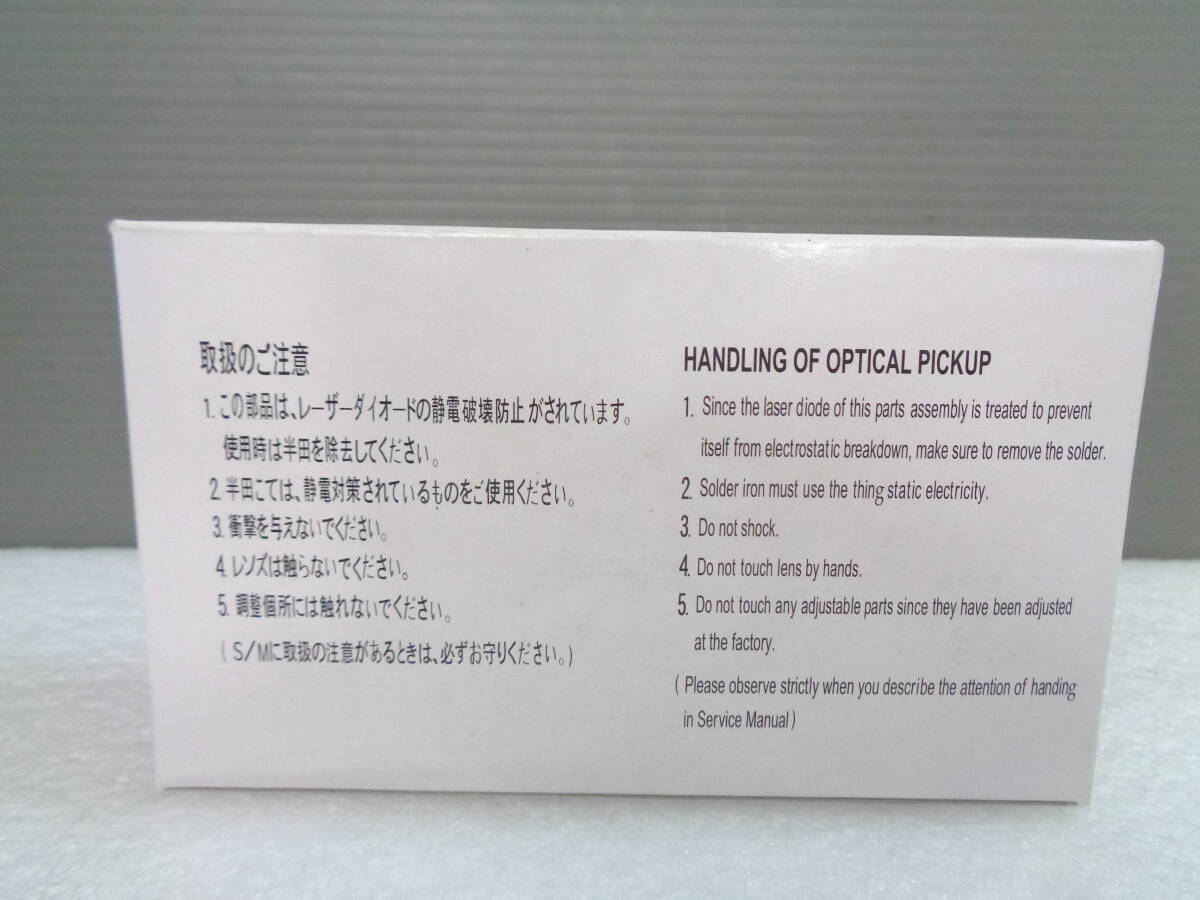 取扱のご注意
1. この部品は、レーザーダイオードの静電破壊防止がされています。
使用時は半田を除去してください。
2. 半田こては、静電対策されているものをご使用ください。
3. 衝撃を与えないでください。
4. レンズは触らないでください。
5. 調整個所には触れないでください。
( S/Mに取扱の注意があるときは、必ずお守りください。)
HANDLING OF OPTICAL PICKUP
1. Since the laser diode of this parts assembly is treated to prevent
itself from electrostatic breakdown, make sure to remove the solder.
2. Solder iron must use the thing static electricity.
3. Do not shock.
4. Do not touch lens by hands.
5. Do not touch any adjustable parts since they have been adjusted
at the factory.
( Please observe strictly when you describe the attention of handing
in Service Manual )